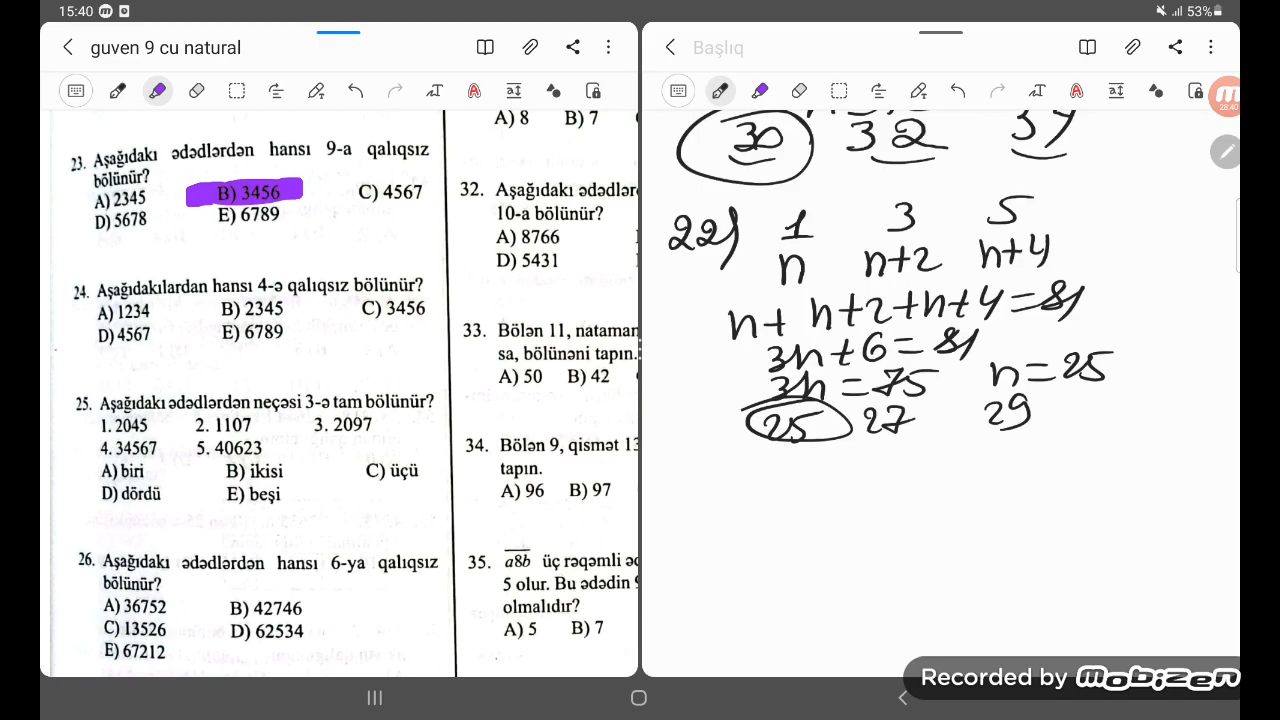 15:40
53%
guven 9 cu natural
Başlıq
23. Aşağıdakı ədədlərdən hansı 9-a qalıqsız
bölünür?
A) 2345 B) 3456 C) 4567
D) 5678 E) 6789
24. Aşağıdakılardan hansı 4-ə qalıqsız bölünür?
A) 1234 B) 2345 C) 3456
D) 4567 E) 6789
25. Aşağıdakı ədədlərdən neçəsi 3-ə tam bölünür?
1. 2045 2. 1107 3. 2097
4. 34567 5. 40623
A) biri B) ikisi C) üçü
D) dördü E) beşi
26. Aşağıdakı ədədlərdən hansı 6-ya qalıqsız
bölünür?
A) 36752 B) 42746
C) 13526 D) 62534
E) 67212
A) 8 B) 7
32. Aşağıdakı ədədlər
10-a bölünür?
A) 8766
D) 5431
33. Bölən 11, nataman
sa, bölünəni tapın.
A) 50 B) 42
34. Bölən 9, qismət 13
tapın.
A) 96 B) 97
35. a8b üç rəqəmli əd
5 olur. Bu ədədin 9
olmalıdır?
A) 5 B) 7
30 32
22) 1 3 5
n n+2 n+4
n+ n+2+n+4=81
3n+6=81
3n=75 n=25
25 27 29
28:40
Recorded by mobizen